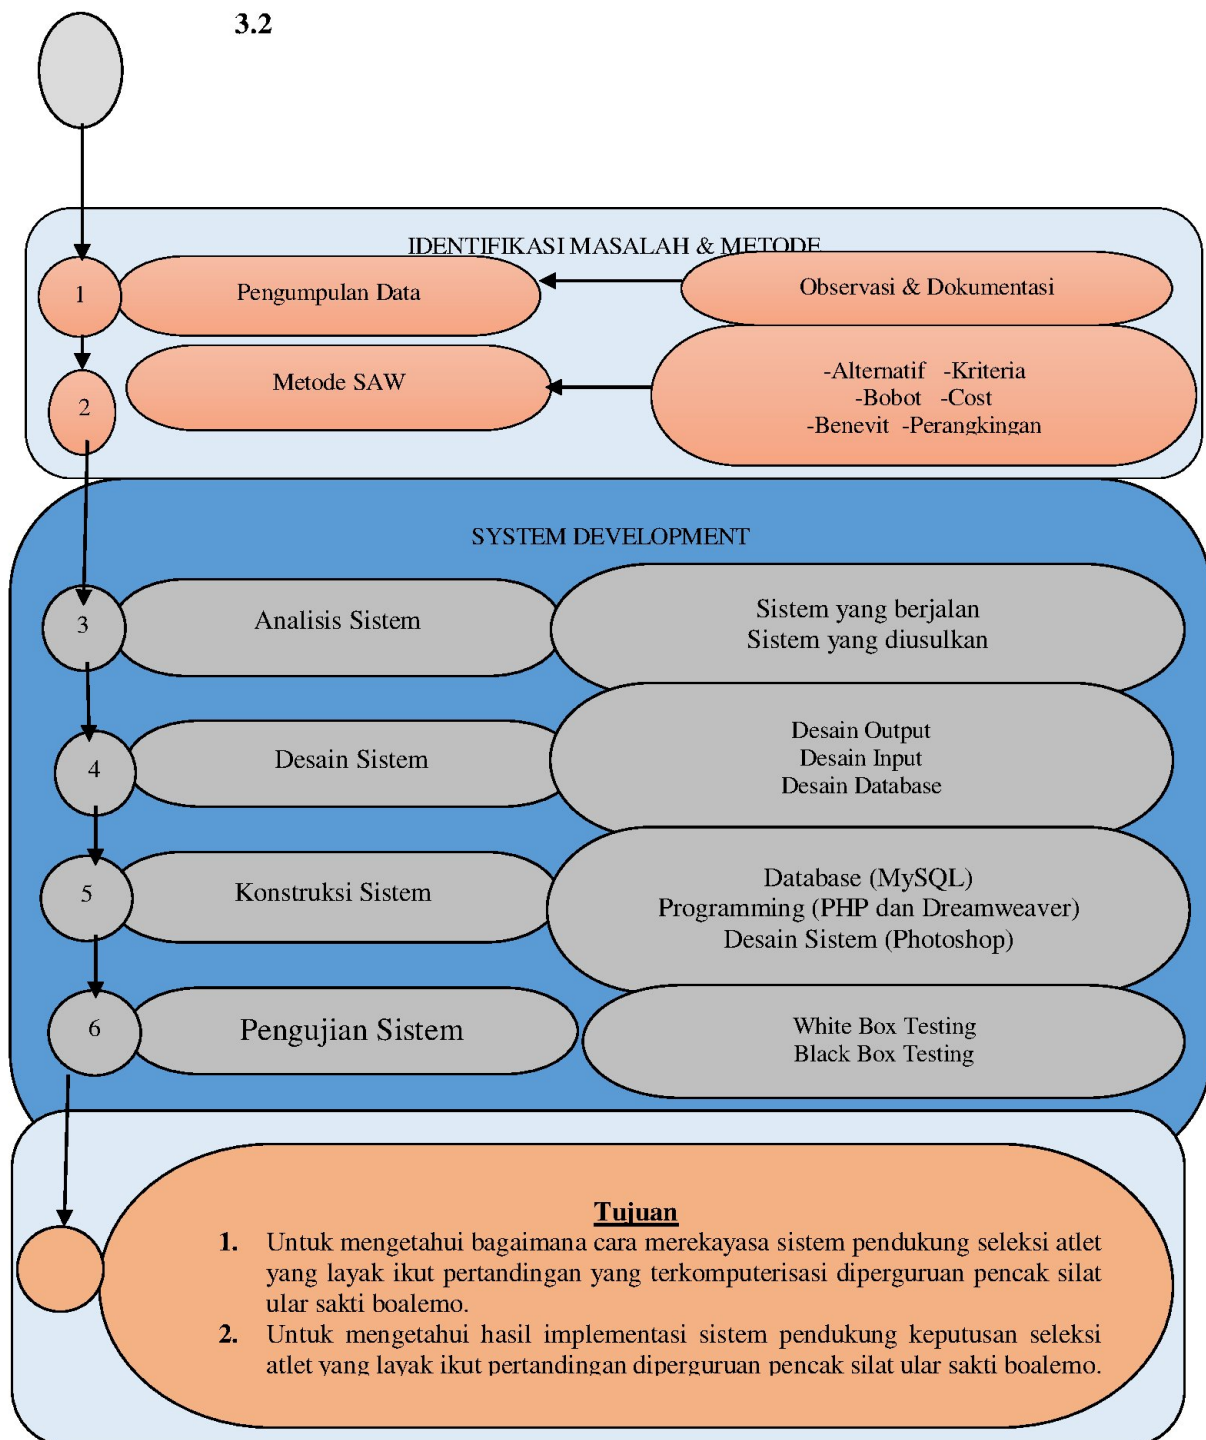 3.2
IDENTIFIKASI MASALAH & METODE
1
Pengumpulan Data
Observasi & Dokumentasi
2
Metode SAW
-Alternatif -Kriteria
-Bobot -Cost
-Benevit -Perangkingan
SYSTEM DEVELOPMENT
3
Analisis Sistem
Sistem yang berjalan
Sistem yang diusulkan
4
Desain Sistem
Desain Output
Desain Input
Desain Database
5
Konstruksi Sistem
Database (MySQL)
Programming (PHP dan Dreamweaver)
Desain Sistem (Photoshop)
6
Pengujian Sistem
White Box Testing
Black Box Testing
Tujuan
1. Untuk mengetahui bagaimana cara merekayasa sistem pendukung seleksi atlet
yang layak ikut pertandingan yang terkomputerisasi diperguruan pencak silat
ular sakti boalemo.
2. Untuk mengetahui hasil implementasi sistem pendukung keputusan seleksi
atlet yang layak ikut pertandingan diperguruan pencak silat ular sakti boalemo.